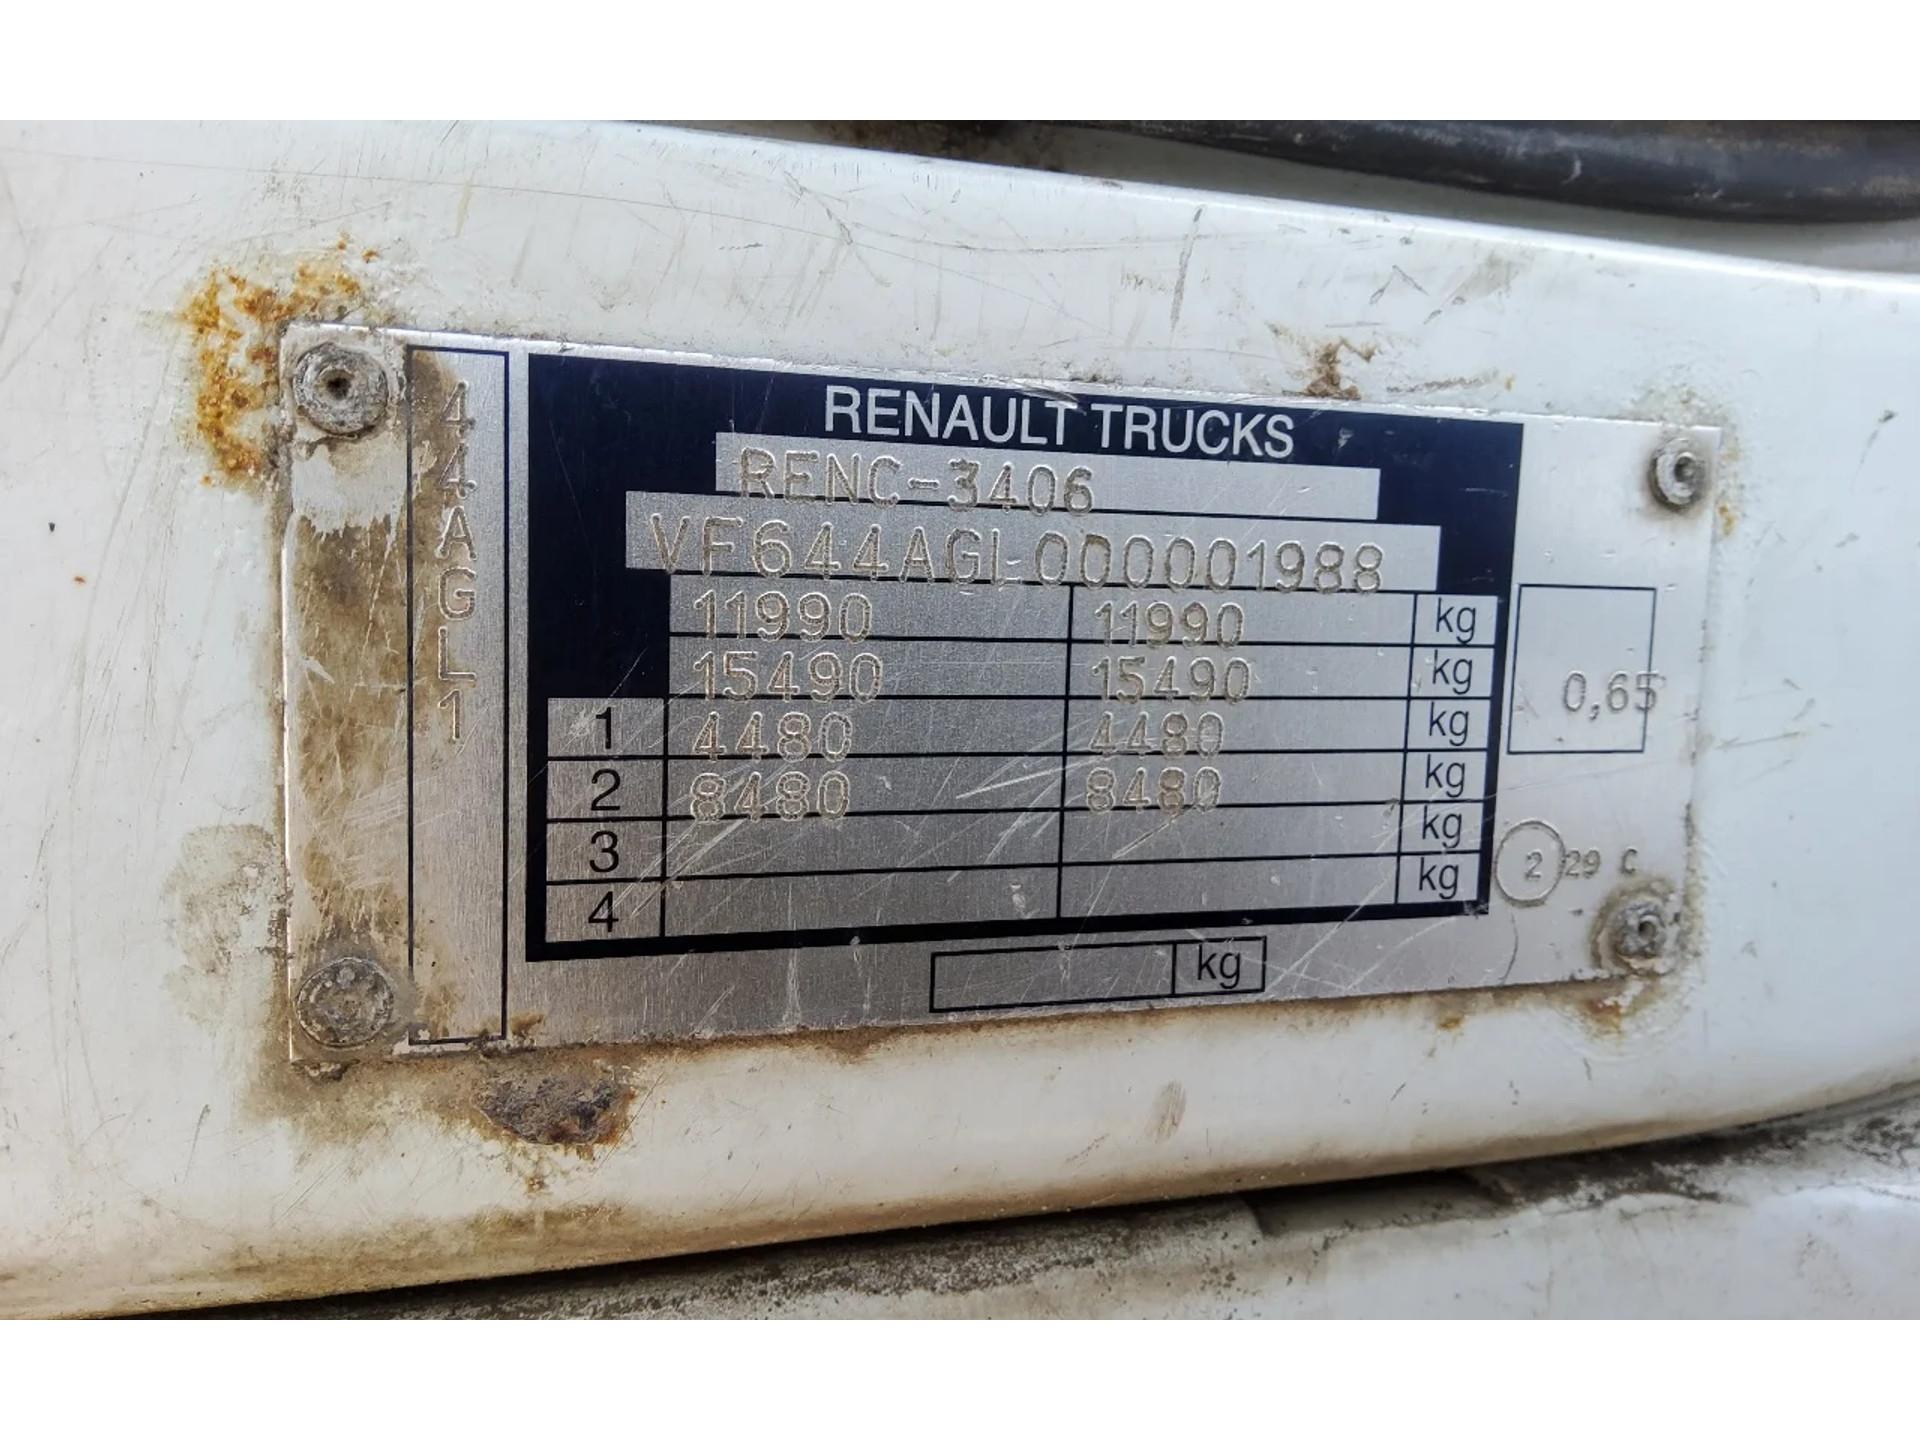 44AGL1
RENAULT TRUCKS
RENC-3406
VF644AGL000001988
11990 11990 kg
15490 15490 kg
1 4480 4480 kg
2 8480 8480 kg
3 kg
4 kg
kg
0,65
2 29 C